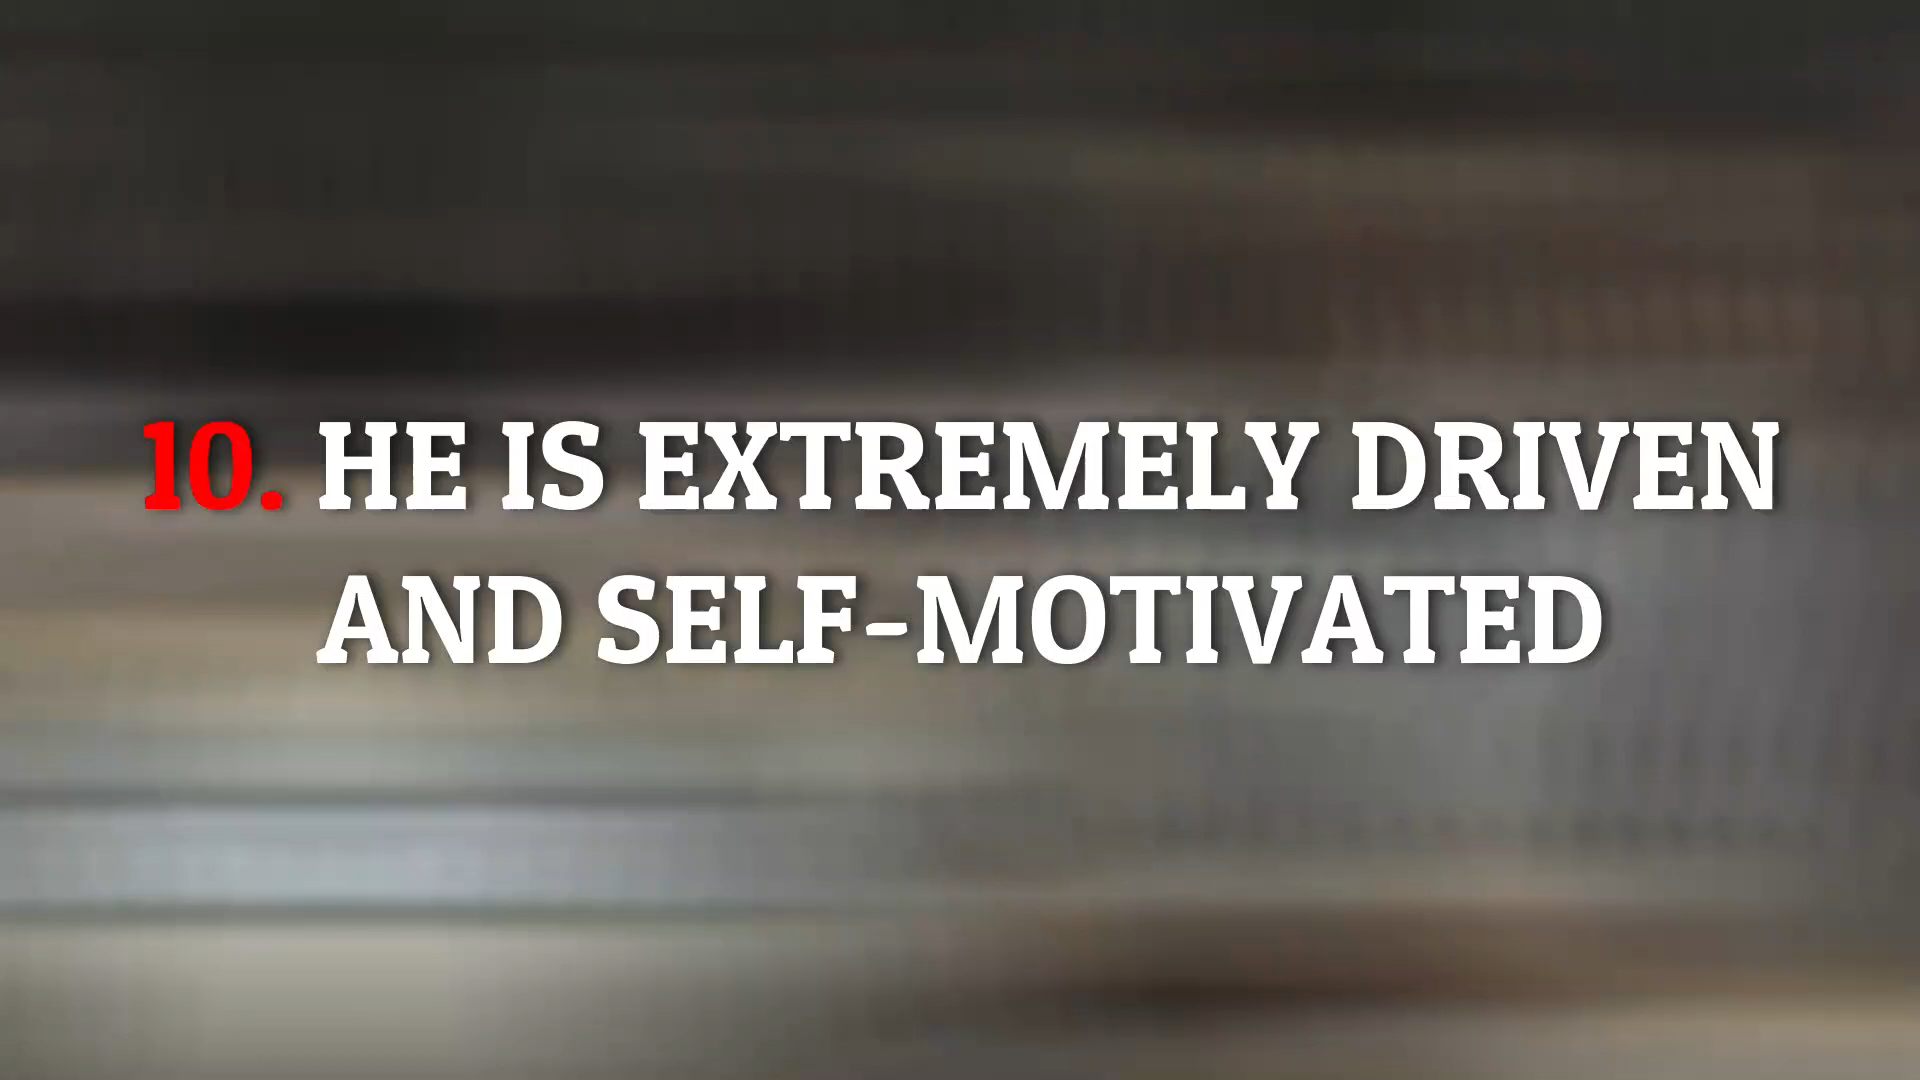 10. HE IS EXTREMELY DRIVEN
AND SELF-MOTIVATED